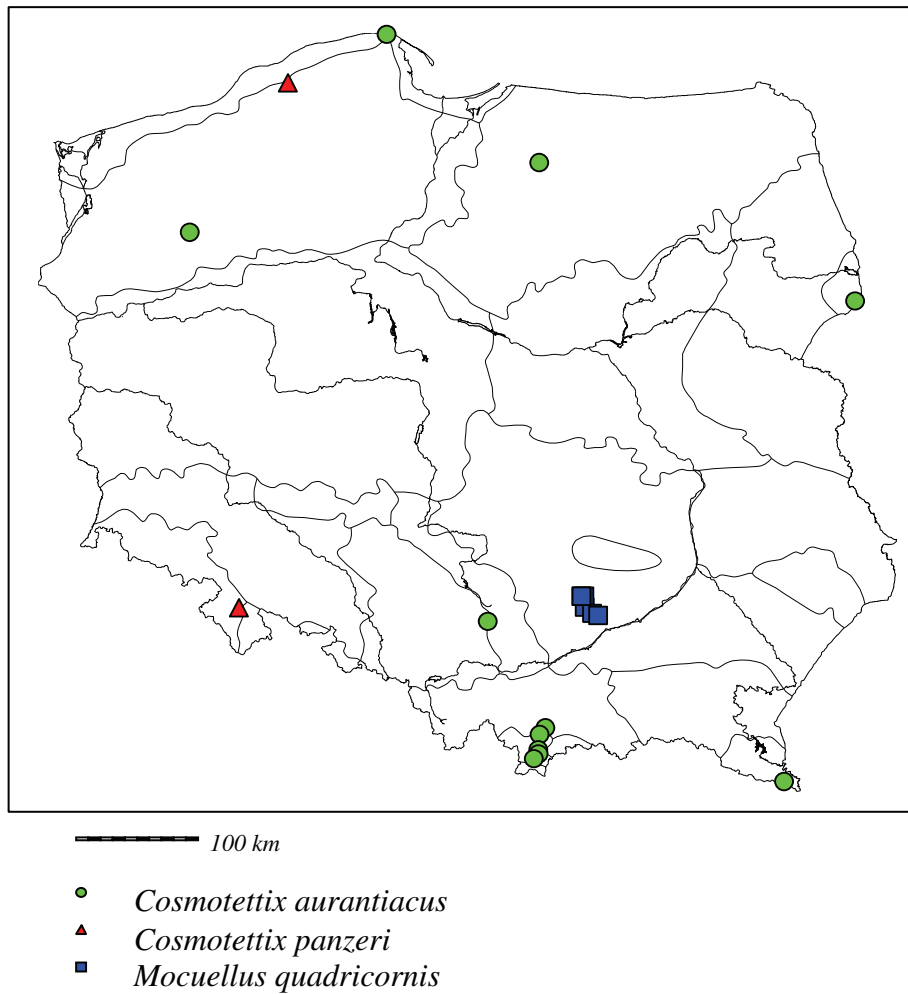 100 km
Cosmotettix aurantiacus
Cosmotettix panzeri
Mocuellus quadricornis